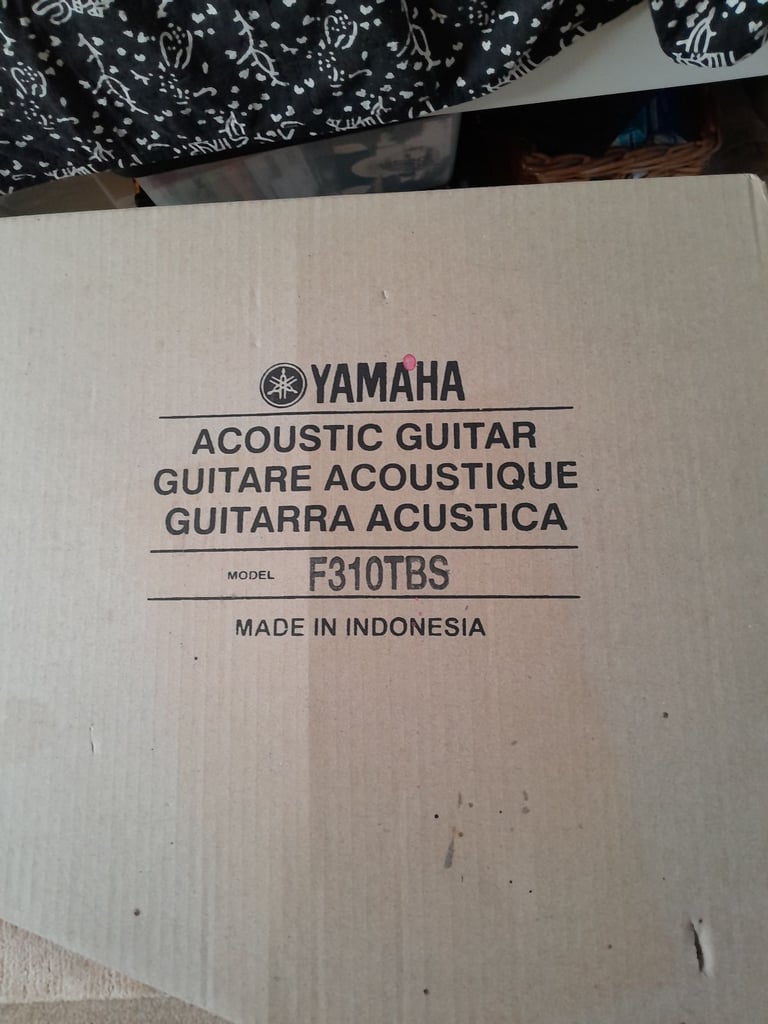 YAMAHA
ACOUSTIC GUITAR
GUITARE ACOUSTIQUE
GUITARRA ACUSTICA
MODEL F310TBS
MADE IN INDONESIA